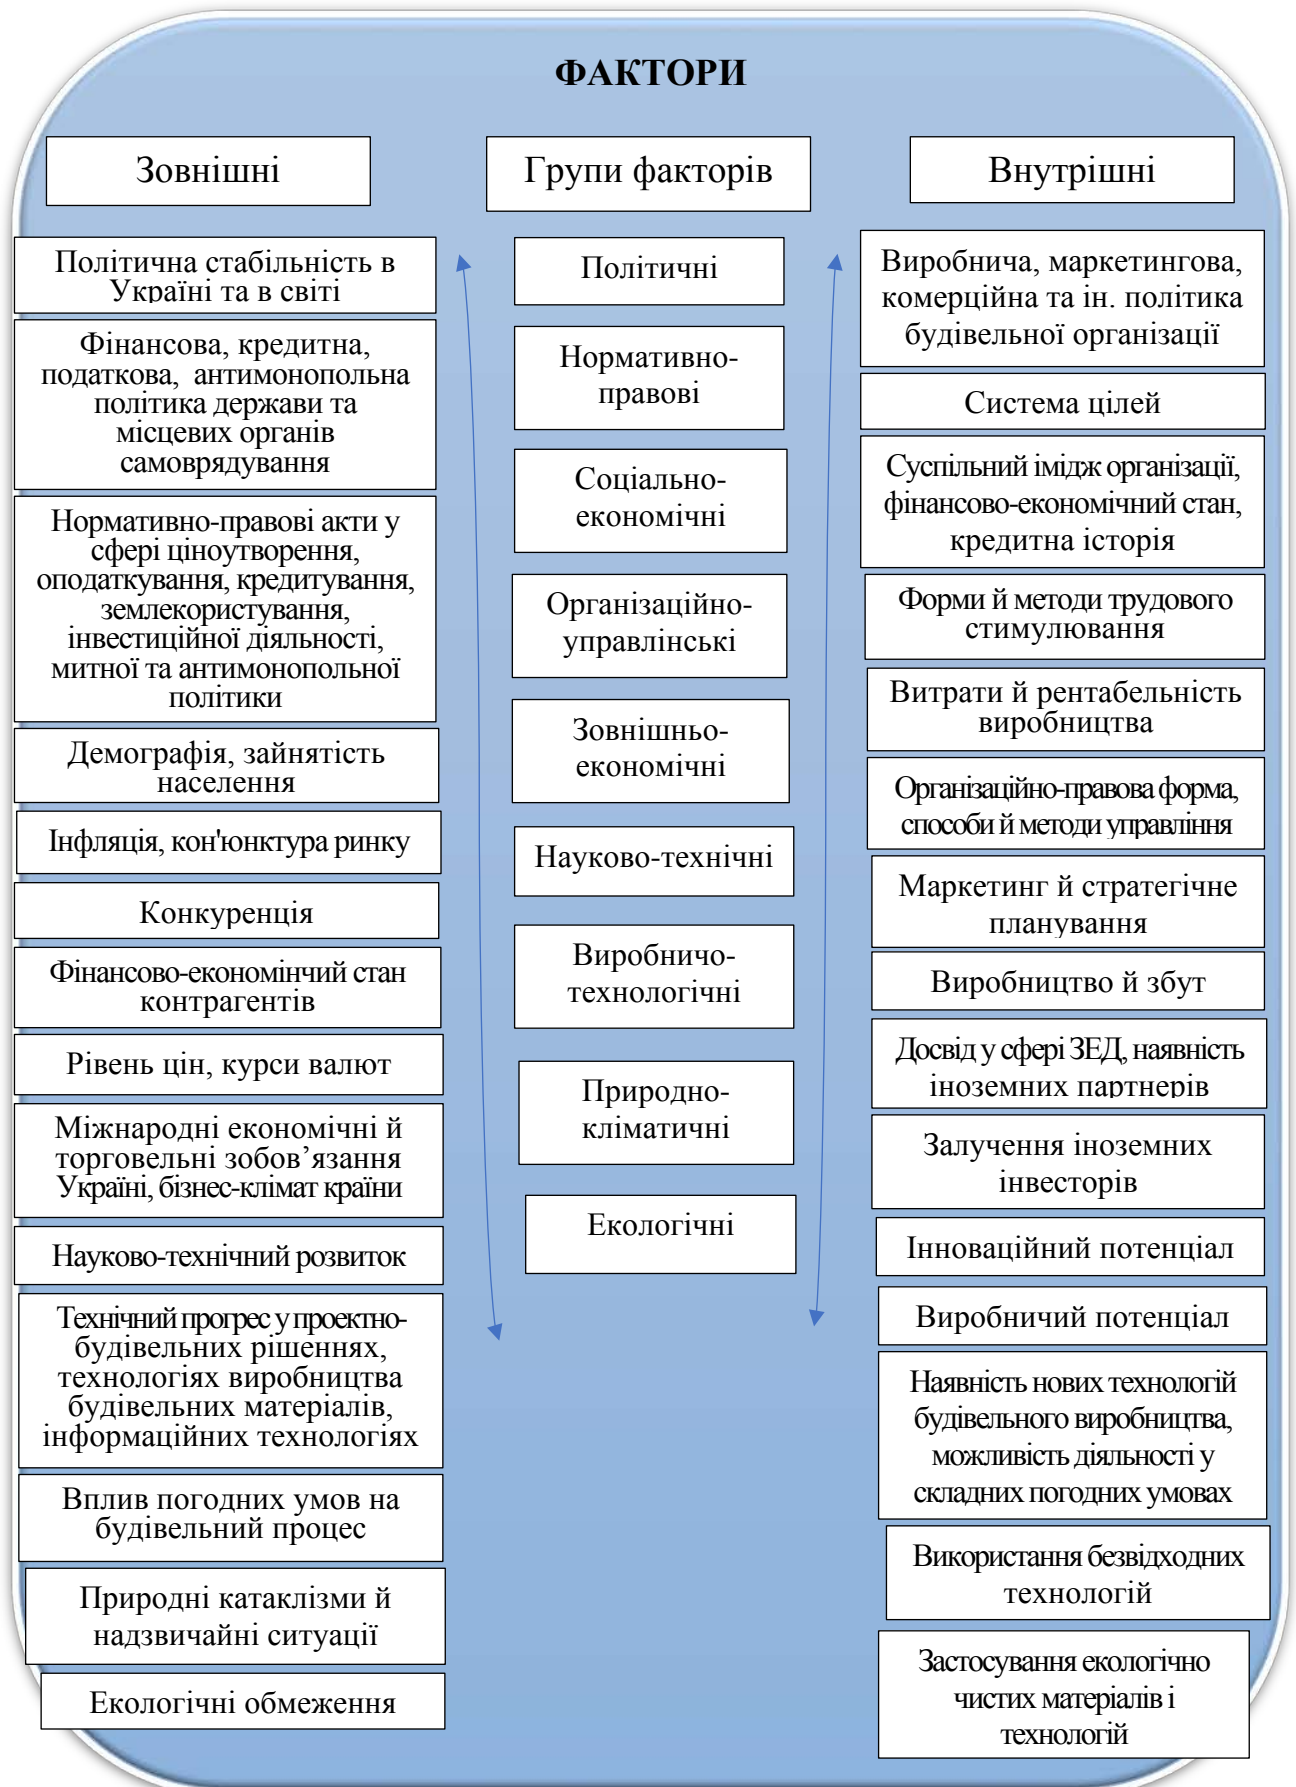 ФАКТОРИ
Зовнішні
Політична стабільність в
Україні та в світі
Фінансова, кредитна,
податкова, антимонопольна
політика держави та
місцевих органів
самоврядування
Нормативно-правові акти у
сфері ціноутворення,
оподаткування, кредитування,
землекористування,
інвестиційної діяльності,
митної та антимонопольної
політики
Демографія, зайнятість
населення
Інфляція, кон'юнктура ринку
Конкуренція
Фінансово-економінчий стан
контрагентів
Рівень цін, курси валют
Міжнародні економічні й
торговельні зобов’язання
Україні, бізнес-клімат країни
Науково-технічний розвиток
Технічний прогрес у проектно-
будівельних рішеннях,
технологіях виробництва
будівельних матеріалів,
інформаційних технологіях
Вплив погодних умов на
будівельний процес
Природні катаклізми й
надзвичайні ситуації
Екологічні обмеження
Групи факторів
Політичні
Нормативно-
правові
Соціально-
економічні
Організаційно-
управлінські
Зовнішньо-
економічні
Науково-технічні
Виробничо-
технологічні
Природно-
кліматичні
Екологічні
Внутрішні
Виробнича, маркетингова,
комерційна та ін. політика
будівельної організації
Система цілей
Суспільний імідж організації,
фінансово-економічний стан,
кредитна історія
Форми й методи трудового
стимулювання
Витрати й рентабельність
виробництва
Організаційно-правова форма,
способи й методи управління
Маркетинг й стратегічне
планування
Виробництво й збут
Досвід у сфері ЗЕД, наявність
іноземних партнерів
Залучення іноземних
інвесторів
Інноваційний потенціал
Виробничий потенціал
Наявність нових технологій
будівельного виробництва,
можливість діяльності у
складних погодних умовах
Використання безвідходних
технологій
Застосування екологічно
чистих матеріалів і
технологій